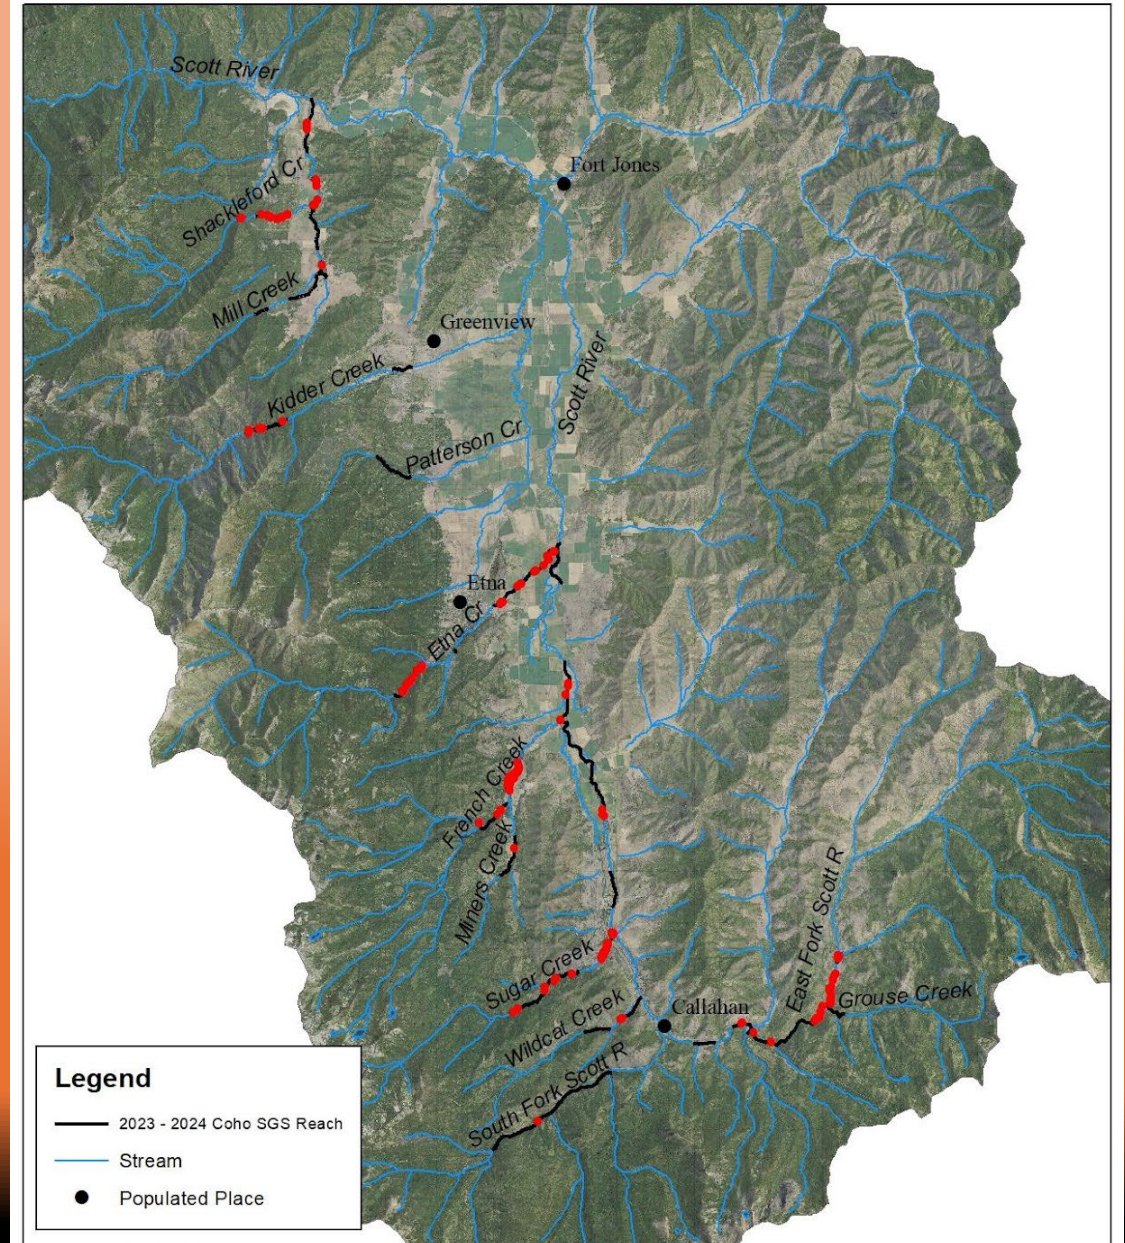 Scott River
Fort Jones
Shackleford Cr
Mill Creek
Greenview
Kidder Creek
Scott River
Patterson Cr
Etna
Etna Cr
French Creek
Miners Creek
East Fork Scott R
Sugar Creek
Grouse Creek
Wildcat Creek
Callahan
South Fork Scott R
Legend
2023 - 2024 Coho SGS Reach
Stream
Populated Place